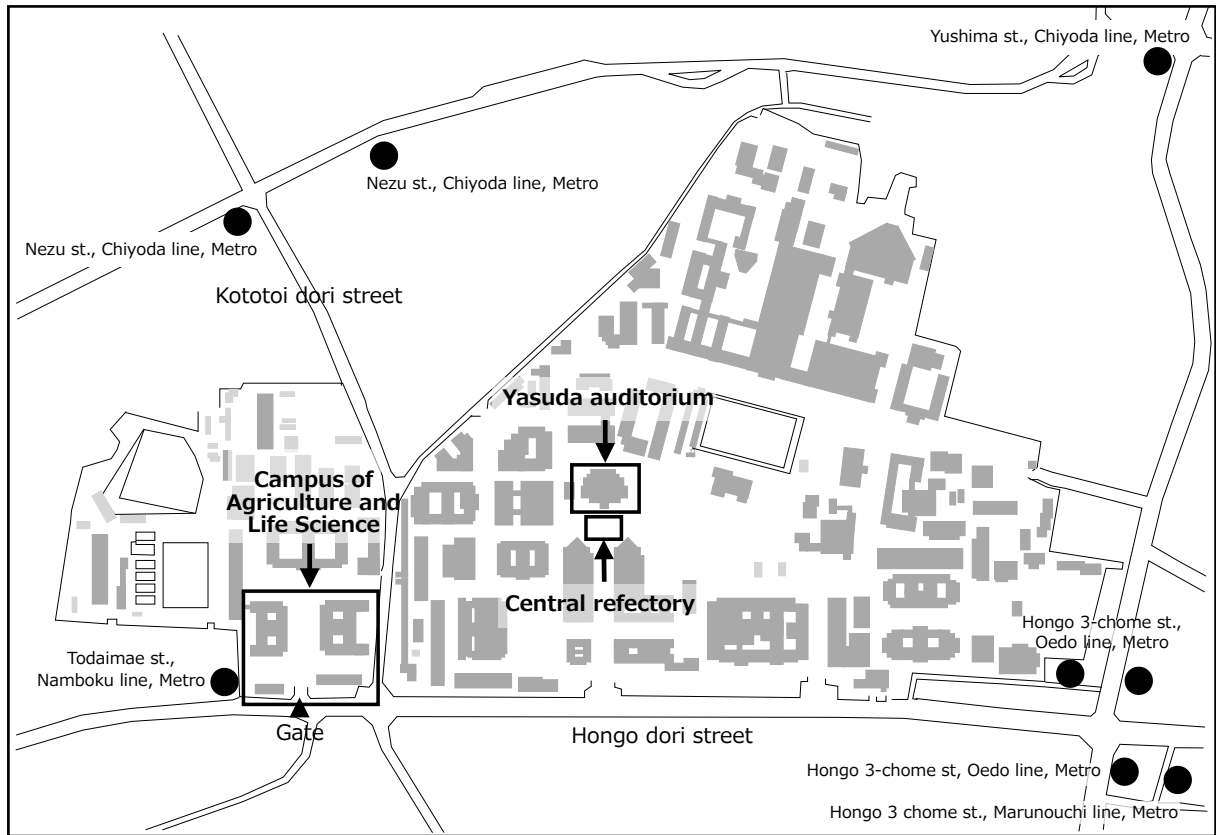 Yushima st., Chiyoda line, Metro
Nezu st., Chiyoda line, Metro
Nezu st., Chiyoda line, Metro
Kototoi dori street
Yasuda auditorium
Campus of
Agriculture and
Life Science
Central refectory
Hongo 3-chome st.,
Oedo line, Metro
Todaimae st.,
Namboku line, Metro
Gate
Hongo dori street
Hongo 3-chome st, Oedo line, Metro
Hongo 3 chome st., Marunouchi line, Metro